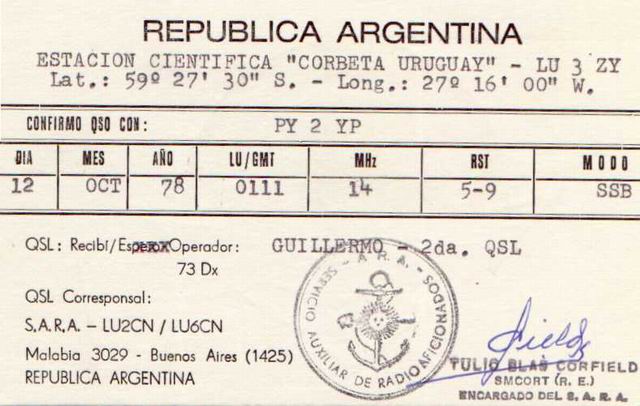 REPUBLICA ARGENTINA
ESTACION CIENTIFICA "CORBETA URUGUAY" - LU 3 ZY
Lat.: 59º 27' 30" S. - Long.: 27º 16' 00" W.
CONFIRMO QSO CON: PY 2 YP
DIA MES AÑO LU/GMT MHz RST MODO
12 OCT 78 0111 14 5-9 SSB
QSL: Recibí/Espero Operador: GUILLERMO - 2da. QSL
73 Dx
QSL Corresponsal:
S.A.R.A. - LU2CN / LU6CN
Malabia 3029 - Buenos Aires (1425)
REPUBLICA ARGENTINA
- A. R. A. -
SERVICIO AUXILIAR DE RADIOAFICIONADOS
TULIO BLAS CORFIELD
SMCORT (R. E.)
ENCARGADO DEL S. A. R. A.